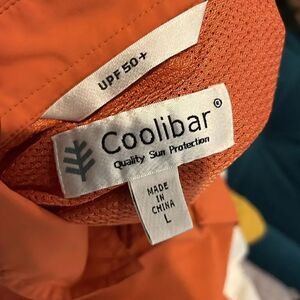 UPF 50+
Coolibar®
Quality Sun Protection
MADE
IN
CHINA
L